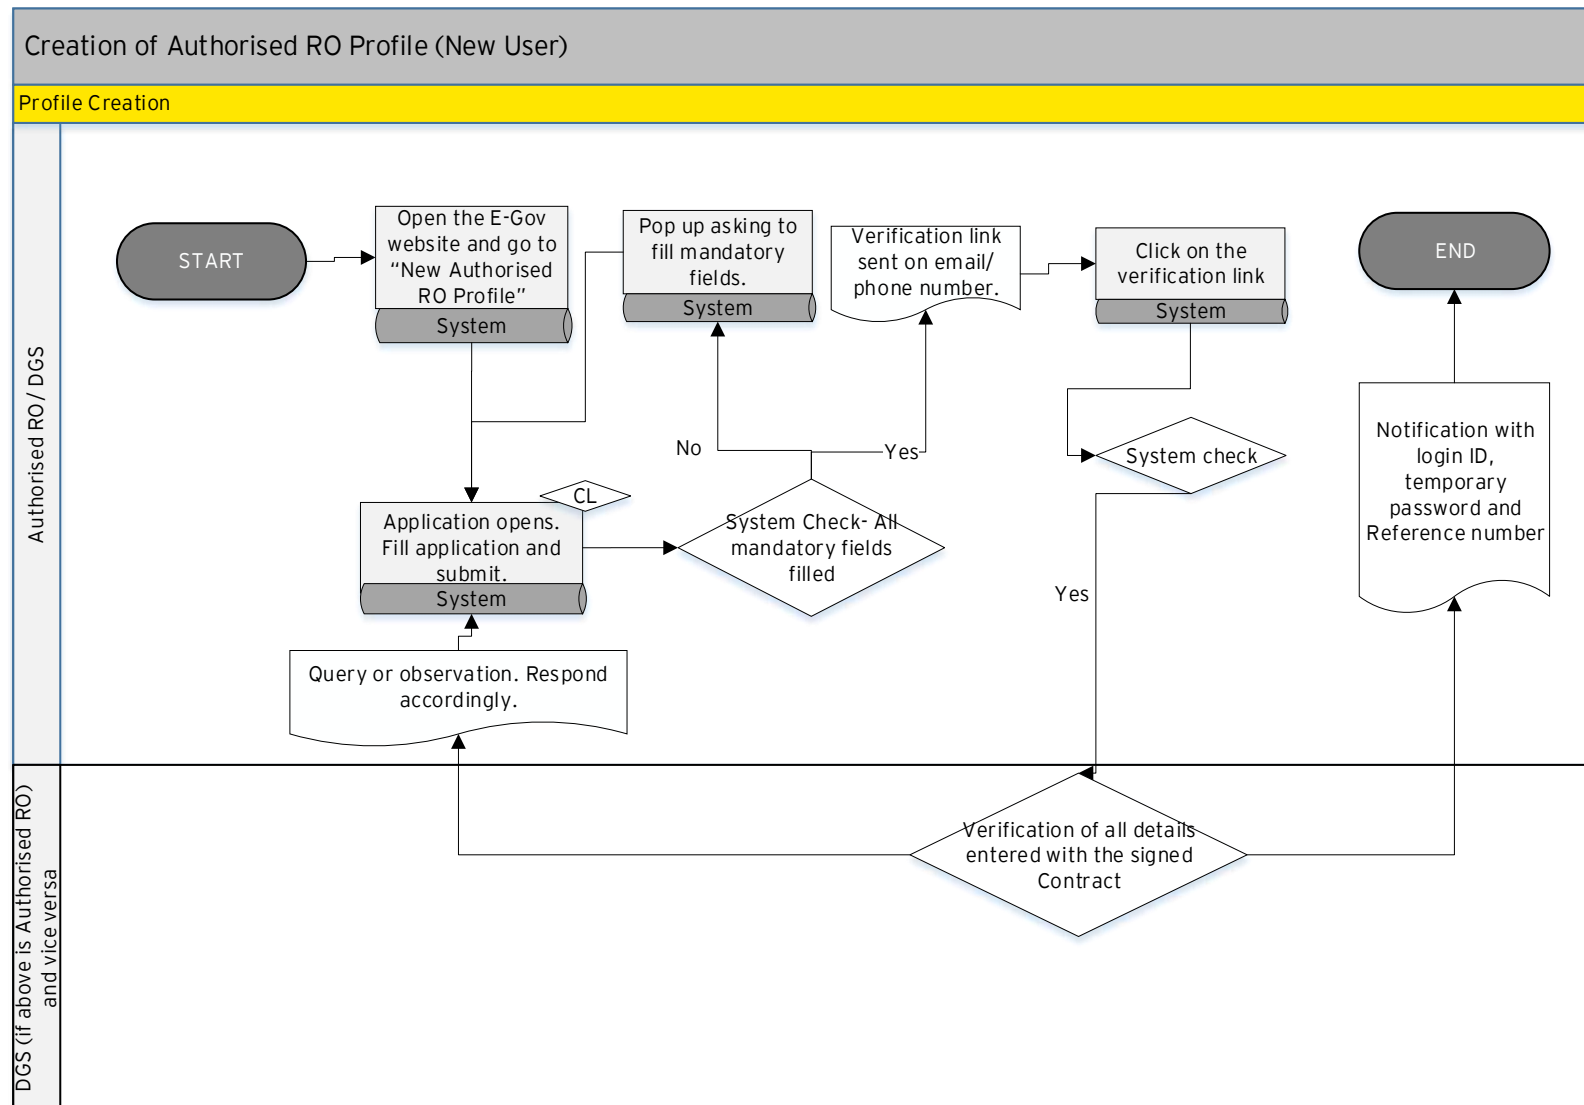 Creation of Authorised RO Profile (New User)
Profile Creation
Authorised RO/ DGS
START
Open the E-Gov
website and go to
“New Authorised
RO Profile”
System
Pop up asking to
fill mandatory
fields.
System
Verification link
sent on email/
phone number.
Click on the
verification link
System
END
No
Yes
System check
Notification with
login ID,
temporary
password and
Reference number
CL
Application opens.
Fill application and
submit.
System
System Check- All
mandatory fields
filled
Yes
Query or observation. Respond
accordingly.
DGS (if above is Authorised RO)
and vice versa
Verification of all details
entered with the signed
Contract